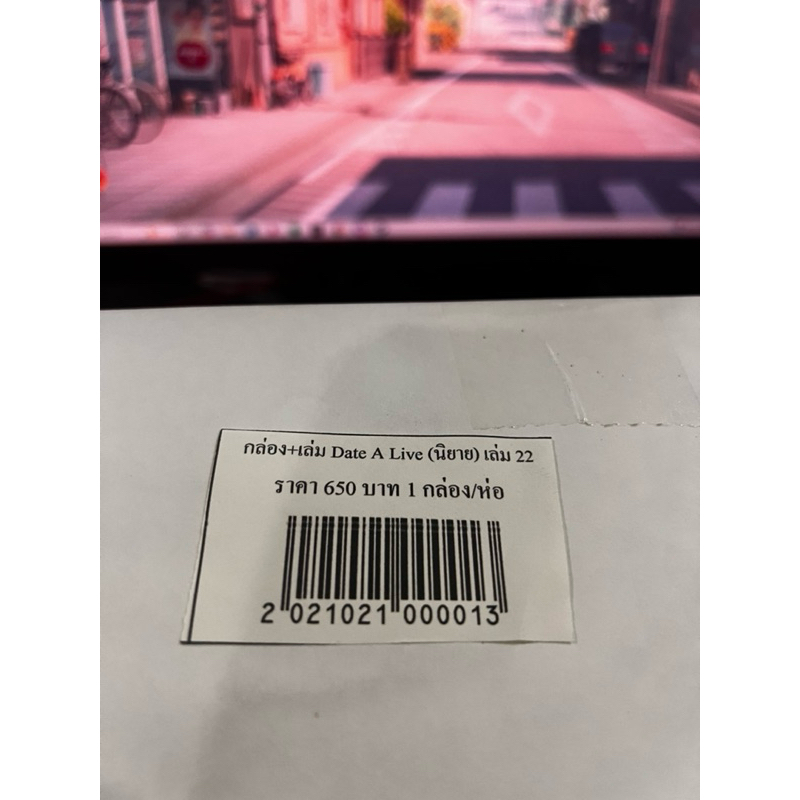 กล่อง+เล่ม Date A Live (นิยาย) เล่ม 22
ราคา 650 บาท 1 กล่อง/ห่อ
2 021021 000013